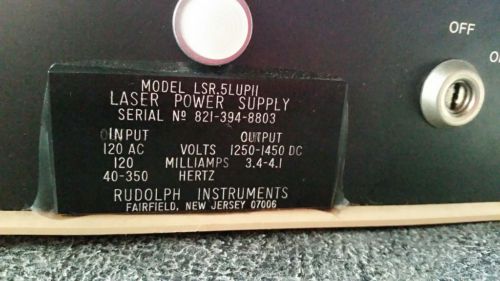 OFF
MODEL LSR.5LUPII
LASER POWER SUPPLY
SERIAL Nº 821-394-8803
INPUT OUTPUT
120 AC VOLTS 1250-1450 DC
120 MILLIAMPS 3.4-4.1
40-350 HERTZ
RUDOLPH INSTRUMENTS
FAIRFIELD, NEW JERSEY 07006